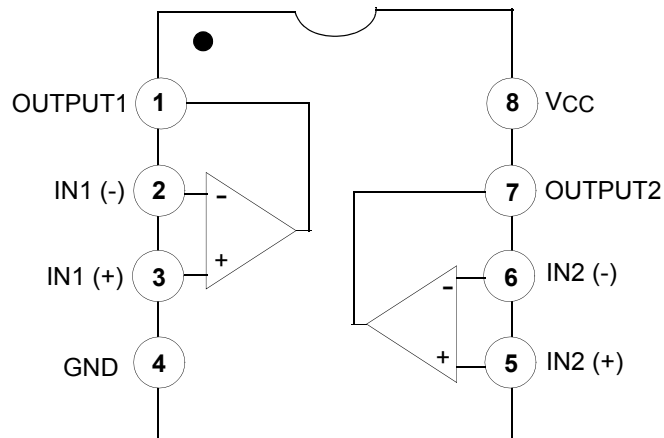 OUTPUT1 1
8 VCC
IN1 (-) 2 -
7 OUTPUT2
IN1 (+) 3 +
- 6 IN2 (-)
GND 4
+ 5 IN2 (+)